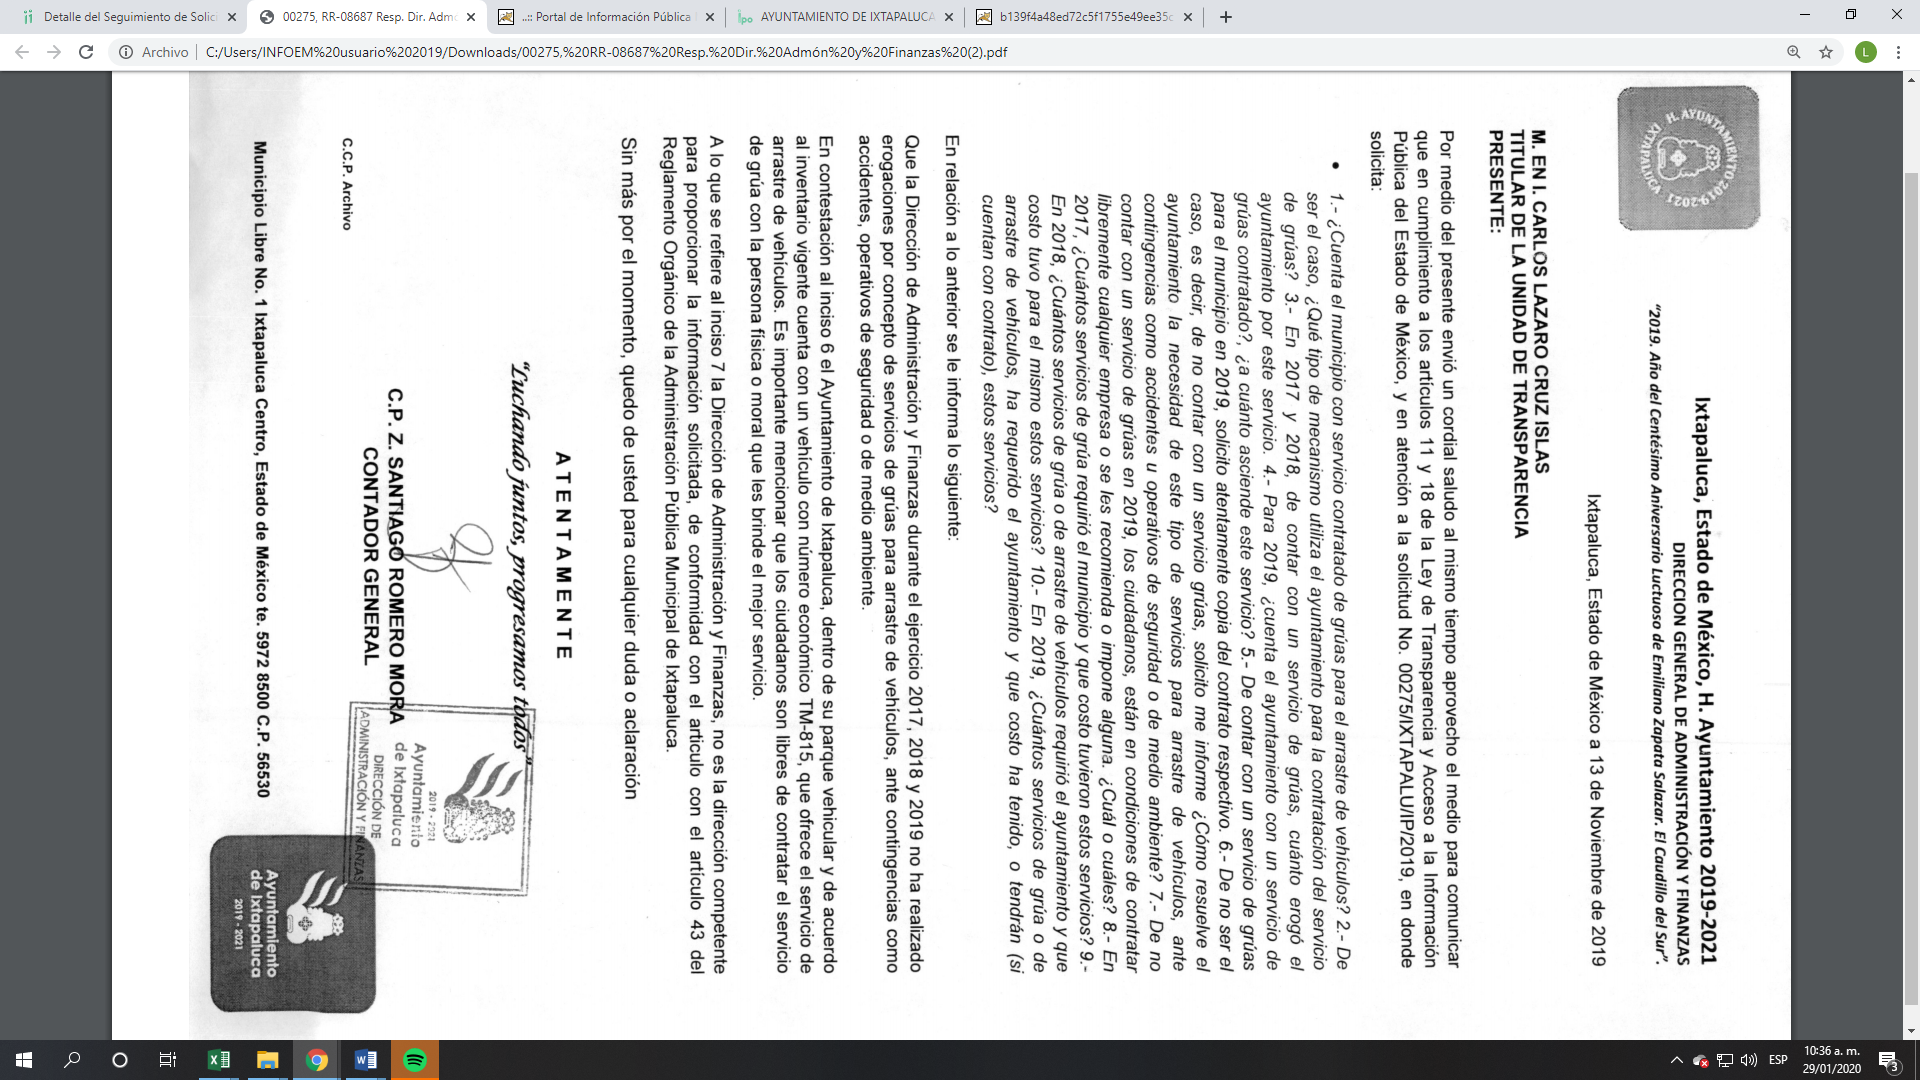 Detalle del Seguimiento de Solici
00275, RR-08687 Resp. Dir. Adm
..:: Portal de Información Pública
AYUNTAMIENTO DE IXTAPALUCA
b139f4a48ed72c5f1755e49ee35c
Archivo
C:/Users/INFOEM%20usuario%202019/Downloads/00275,%20RR-08687%20Resp.%20Dir.%20Admón%20y%20Finanzas%20(2).pdf
L
H. AYUNTAMIENTO 2019-2021
IXTAPALUCA
Ixtapaluca, Estado de México, H. Ayuntamiento 2019-2021
DIRECCION GENERAL DE ADMINISTRACIÓN Y FINANZAS
"2019. Año del Centésimo Aniversario Luctuoso de Emiliano Zapata Salazar. El Caudillo del Sur".
Ixtapaluca, Estado de México a 13 de Noviembre de 2019
M. EN I. CARLOS LAZARO CRUZ ISLAS
TITULAR DE LA UNIDAD DE TRANSPARENCIA
PRESENTE:
Por medio del presente envió un cordial saludo al mismo tiempo aprovecho el medio para comunicar
que en cumplimiento a los artículos 11 y 18 de la Ley de Transparencia y Acceso a la Información
Pública del Estado de México, y en atención a la solicitud No. 00275/IXTAPALU/IP/2019, en donde
solicita:
• 1.- ¿Cuenta el municipio con servicio contratado de grúas para el arrastre de vehículos? 2.- De
ser el caso, ¿Qué tipo de mecanismo utiliza el ayuntamiento para la contratación del servicio
de grúas? 3.- En 2017 y 2018, de contar con un servicio de grúas, cuánto erogó el
ayuntamiento por este servicio. 4.- Para 2019, ¿cuenta el ayuntamiento con un servicio de
grúas contratado?, ¿a cuánto asciende este servicio? 5.- De contar con un servicio de grúas
para el municipio en 2019, solicito atentamente copia del contrato respectivo. 6.- De no ser el
caso, es decir, de no contar con un servicio grúas, solicito me informe ¿Cómo resuelve el
ayuntamiento la necesidad de este tipo de servicios para arrastre de vehículos, ante
contingencias como accidentes u operativos de seguridad o de medio ambiente? 7.- De no
contar con un servicio de grúas en 2019, los ciudadanos, están en condiciones de contratar
libremente cualquier empresa o se les recomienda o impone alguna. ¿Cuál o cuáles? 8.- En
2017, ¿Cuántos servicios de grúa requirió el municipio y que costo tuvieron estos servicios? 9.-
En 2018, ¿Cuántos servicios de grúa o de arrastre de vehículos requirió el ayuntamiento y que
costo tuvo para el mismo estos servicios? 10.- En 2019, ¿Cuántos servicios de grúa o de
arrastre de vehículos, ha requerido el ayuntamiento y que costo ha tenido, o tendrán (si
cuentan con contrato), estos servicios?
En relación a lo anterior se le informa lo siguiente:
Que la Dirección de Administración y Finanzas durante el ejercicio 2017, 2018 y 2019 no ha realizado
erogaciones por concepto de servicios de grúas para arrastre de vehículos, ante contingencias como
accidentes, operativos de seguridad o de medio ambiente.
En contestación al inciso 6 el Ayuntamiento de Ixtapaluca, dentro de su parque vehicular y de acuerdo
al inventario vigente cuenta con un vehículo con número económico TM-815, que ofrece el servicio de
arrastre de vehículos. Es importante mencionar que los ciudadanos son libres de contratar el servicio
de grúa con la persona física o moral que les brinde el mejor servicio.
A lo que se refiere al inciso 7 la Dirección de Administración y Finanzas, no es la dirección competente
para proporcionar la información solicitada, de conformidad con el articulo con el artículo 43 del
Reglamento Orgánico de la Administración Pública Municipal de Ixtapaluca.
Sin más por el momento, quedo de usted para cualquier duda o aclaración
A T E N T A M E N T E
"Luchando juntos, progresamos todos"
C.P. Z. SANTIAGO ROMERO MORA
CONTADOR GENERAL
Ayuntamiento
de Ixtapaluca
2019 - 2021
DIRECCIÓN DE
ADMINISTRACIÓN Y FINANZAS
C.C.P. Archivo
Municipio Libre No. 1 Ixtapaluca Centro, Estado de México te. 5972 8500 C.P. 56530
Ayuntamiento
de Ixtapaluca
2019 - 2021
ESP
10:36 a. m.
29/01/2020
3